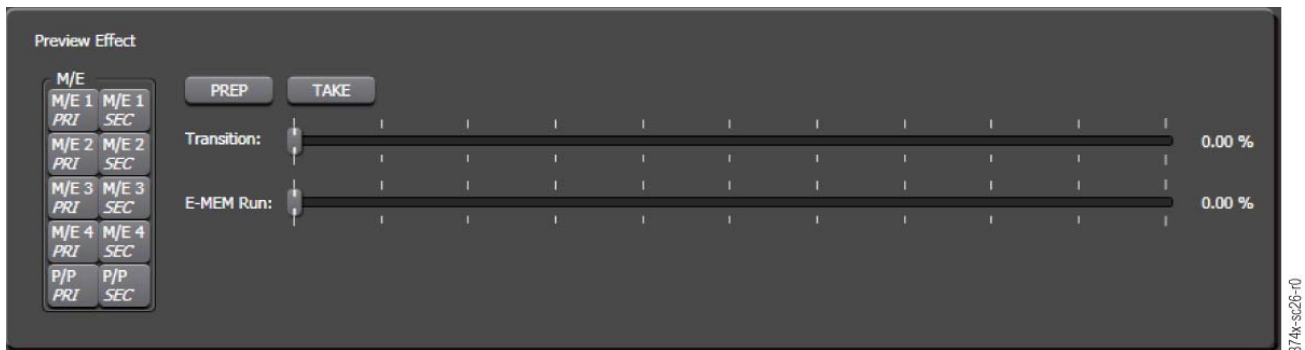 Preview Effect
M/E
M/E 1 M/E 1
PRI SEC
M/E 2 M/E 2
PRI SEC
M/E 3 M/E 3
PRI SEC
M/E 4 M/E 4
PRI SEC
P/P P/P
PRI SEC
PREP TAKE
Transition: 0.00 %
E-MEM Run: 0.00 %
874x-sc26-r0